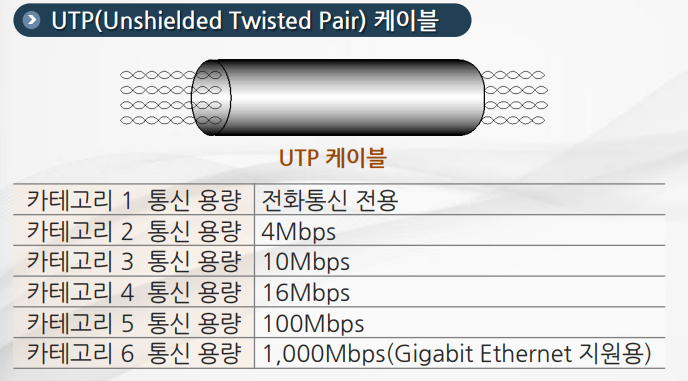 UTP(Unshielded Twisted Pair) 케이블
UTP 케이블
카테고리 1 통신 용량 전화통신 전용
카테고리 2 통신 용량 4Mbps
카테고리 3 통신 용량 10Mbps
카테고리 4 통신 용량 16Mbps
카테고리 5 통신 용량 100Mbps
카테고리 6 통신 용량 1,000Mbps(Gigabit Ethernet 지원용)